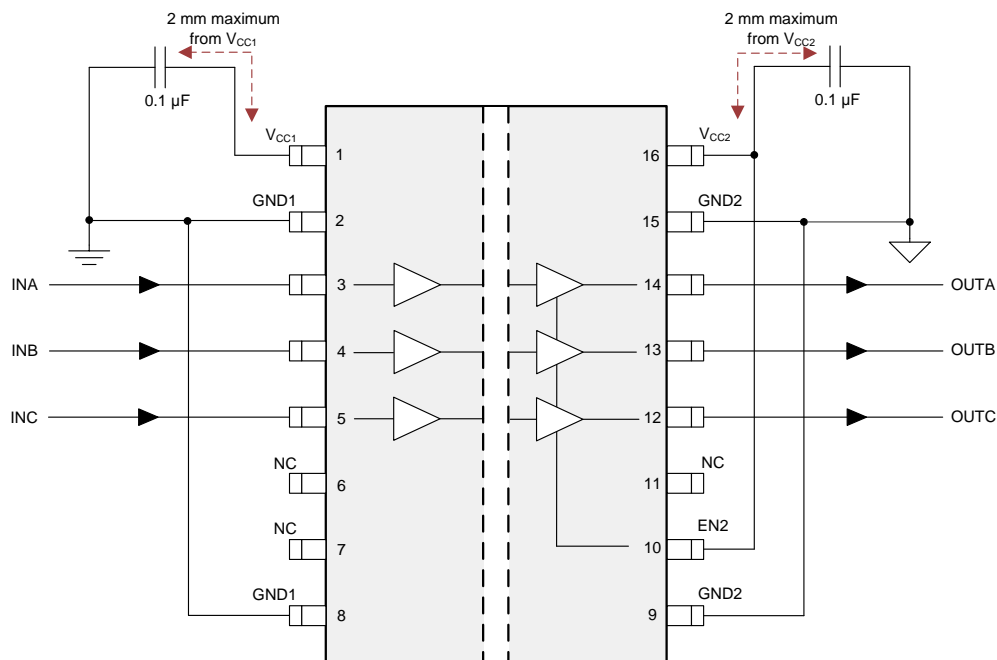 2 mm maximum
from VCC1
2 mm maximum
from VCC2
0.1 µF
0.1 µF
VCC1
1
16
VCC2
GND1
2
15
GND2
INA
3
14
OUTA
INB
4
13
OUTB
INC
5
12
OUTC
NC
6
11
NC
NC
7
10
EN2
GND1
8
9
GND2